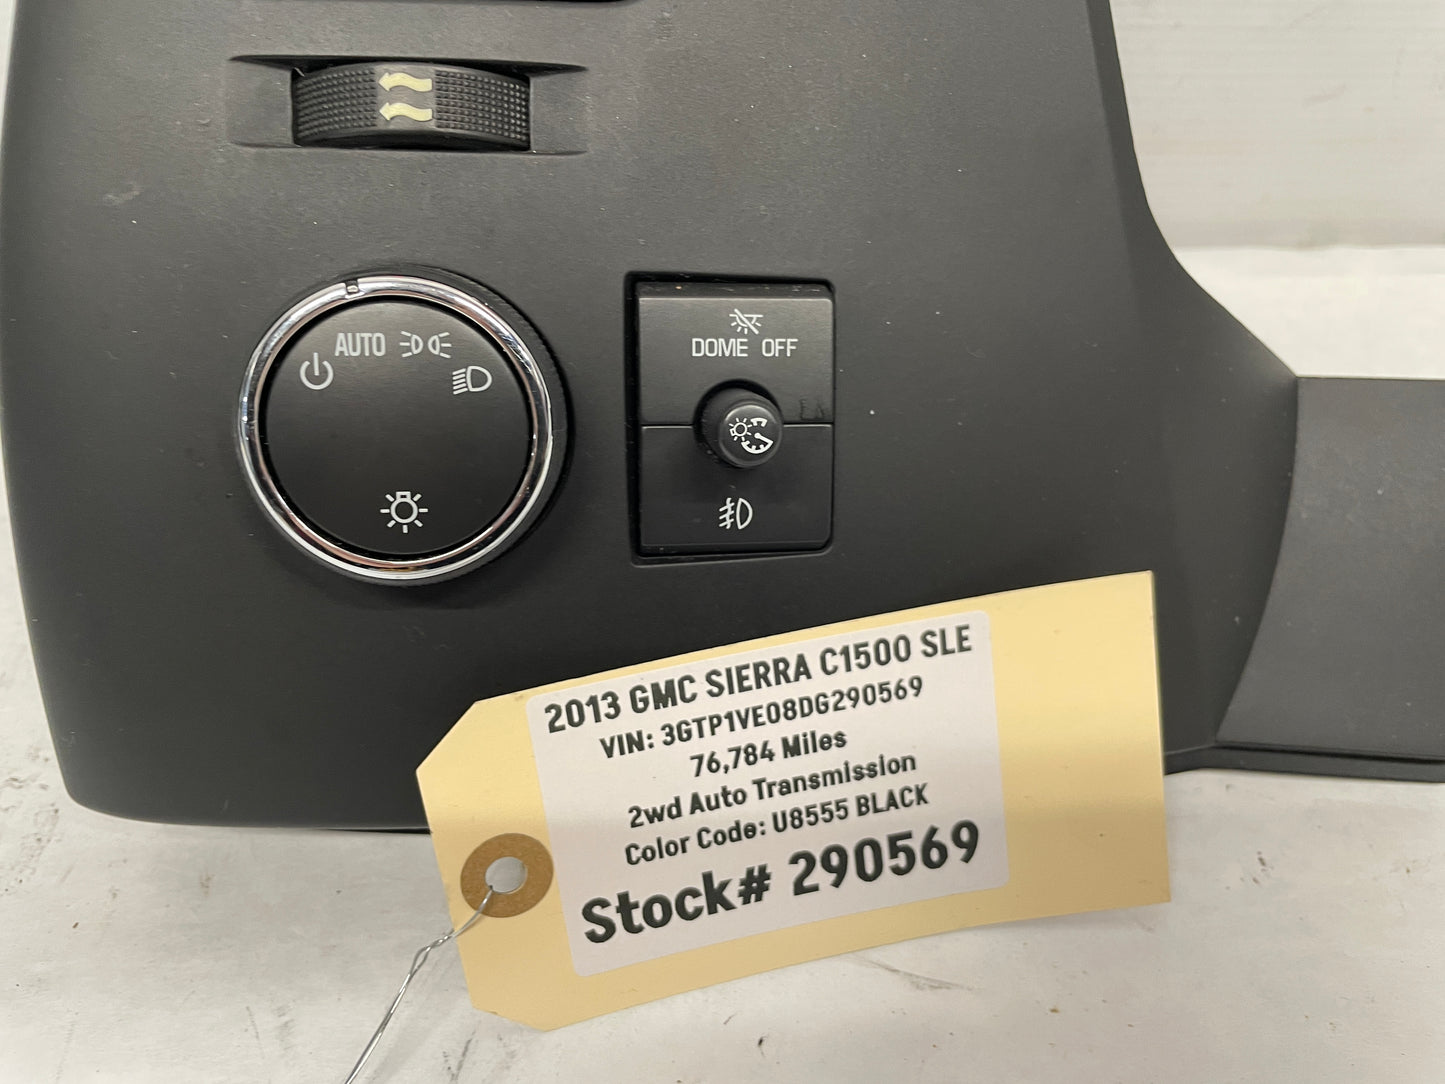 AUTO
DOME OFF
2013 GMC SIERRA C1500 SLE
VIN: 3GTP1VE08DG290569
76,784 Miles
2wd Auto Transmission
Color Code: U8555 BLACK
Stock# 290569